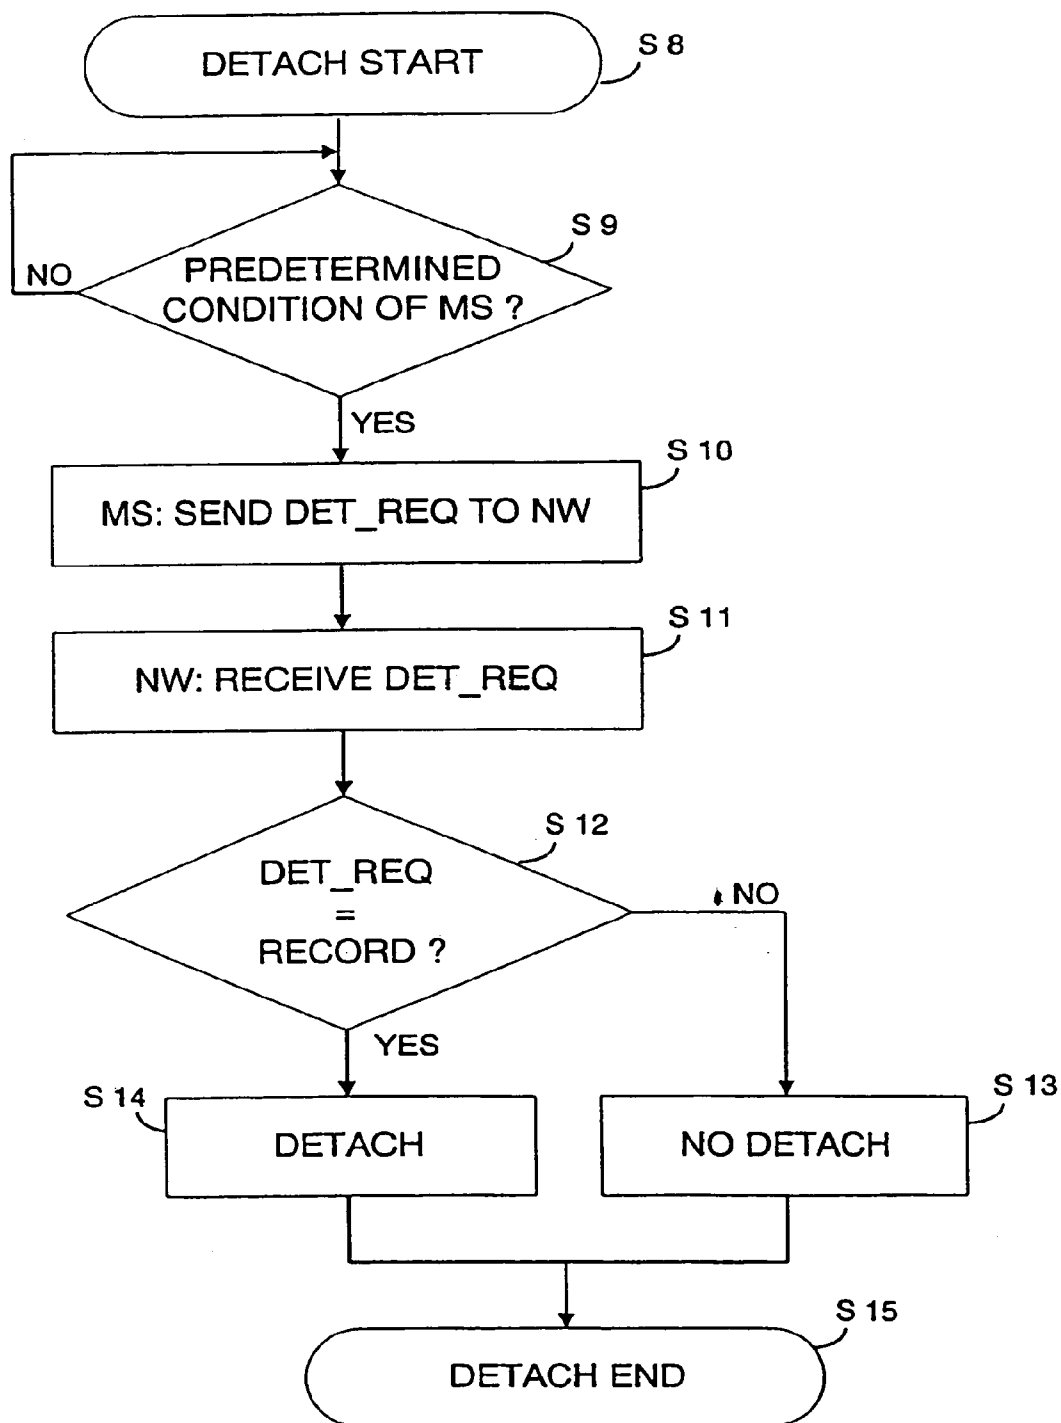 DETACH START
S 8
S 9
PREDETERMINED
CONDITION OF MS ?
NO
YES
S 10
MS: SEND DET_REQ TO NW
S 11
NW: RECEIVE DET_REQ
S 12
DET_REQ
=
RECORD ?
NO
YES
S 14
DETACH
S 13
NO DETACH
S 15
DETACH END